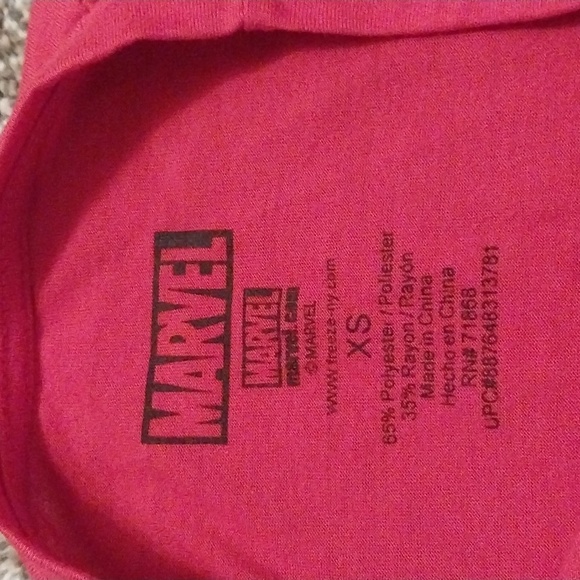 MARVEL
MARVEL
marvel.com
© MARVEL
www.freeze-ny.com
XS
65% Polyester / Poliester
35% Rayon / Rayón
Made in China
Hecho en China
RN# 71868
UPC#887648313781